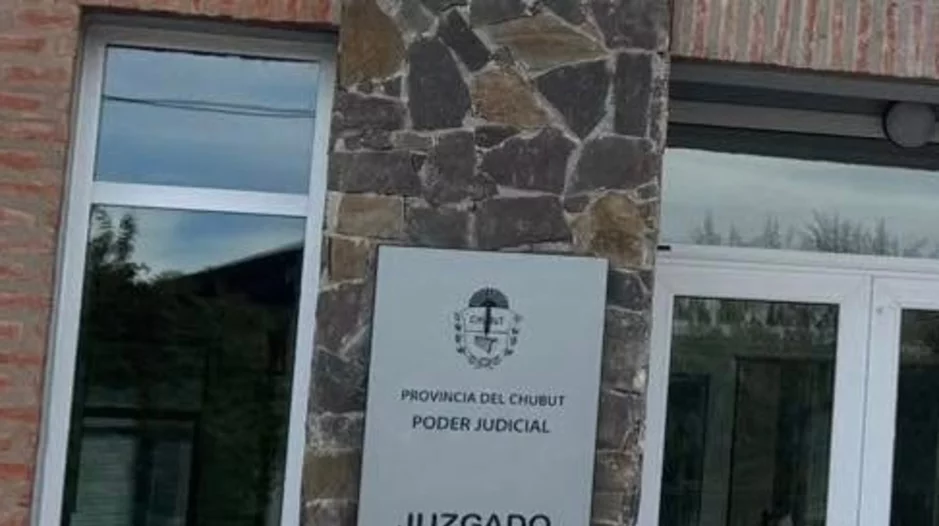 CHUBUT
PROVINCIA DEL CHUBUT
PODER JUDICIAL
JUZGADO